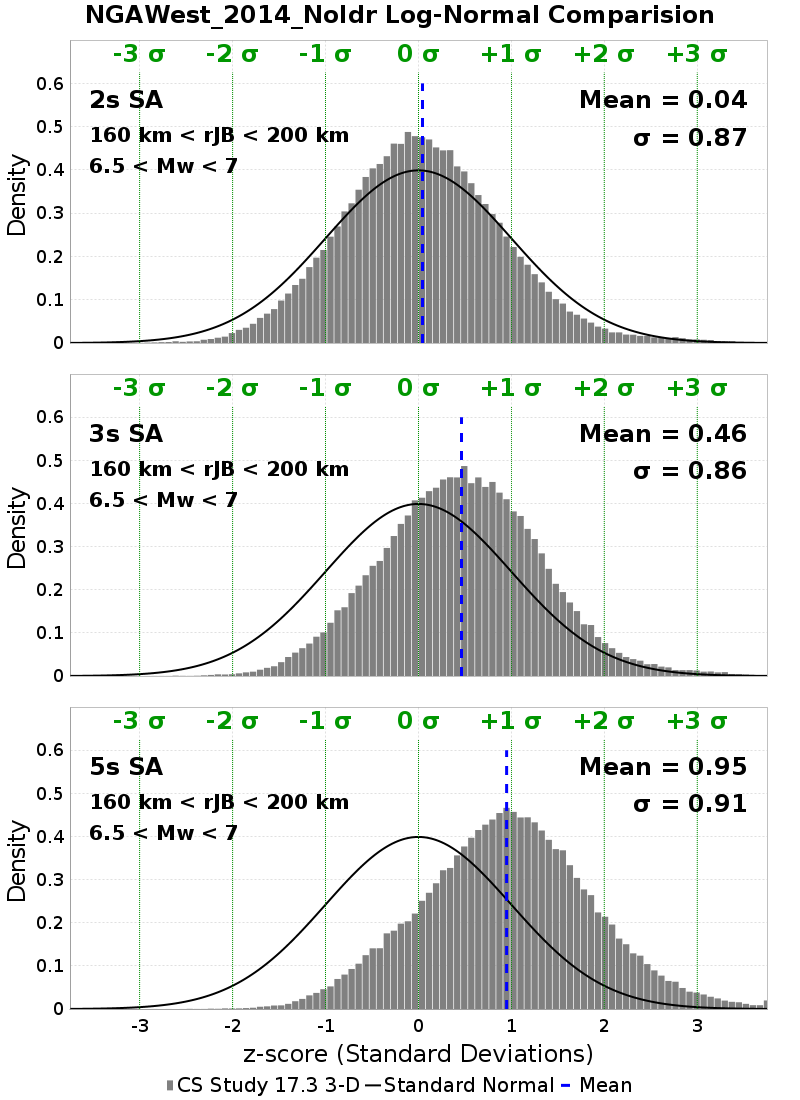 NGAWest_2014_NoIdr Log-Normal Comparision
-3 σ -2 σ -1 σ 0 σ +1 σ +2 σ +3 σ
0.6
2s SA
Mean = 0.04
0.5
160 km < rJB < 200 km
σ = 0.87
6.5 < Mw < 7
0.4
0.3
0.2
0.1
0
Density
-3 σ -2 σ -1 σ 0 σ +1 σ +2 σ +3 σ
0.6
3s SA
Mean = 0.46
0.5
160 km < rJB < 200 km
σ = 0.86
6.5 < Mw < 7
0.4
0.3
0.2
0.1
0
Density
-3 σ -2 σ -1 σ 0 σ +1 σ +2 σ +3 σ
0.6
5s SA
Mean = 0.95
0.5
160 km < rJB < 200 km
σ = 0.91
6.5 < Mw < 7
0.4
0.3
0.2
0.1
0
Density
-3 -2 -1 0 1 2 3
z-score (Standard Deviations)
CS Study 17.3 3-D Standard Normal Mean